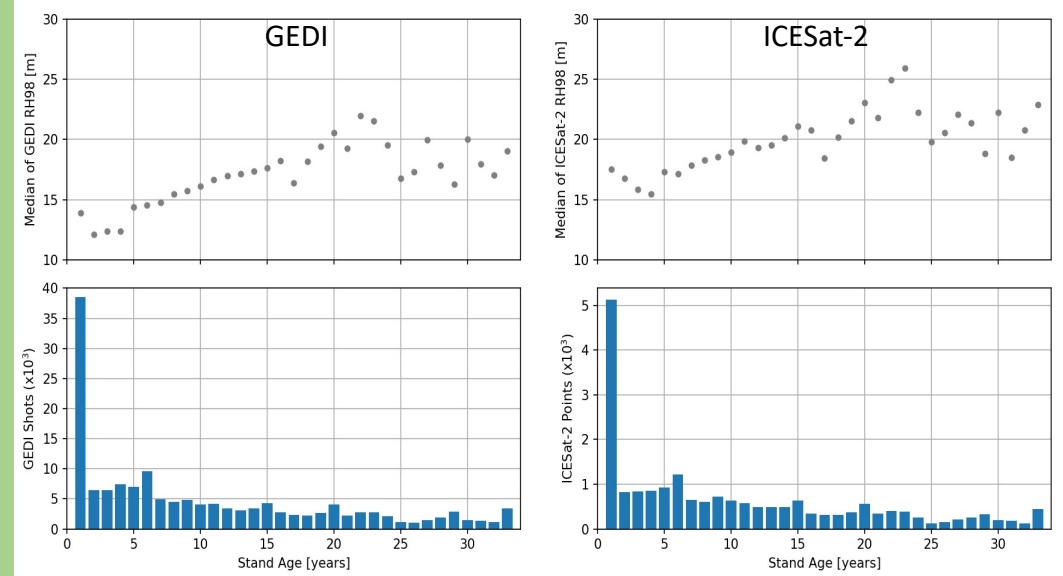 GEDI
Median of GEDI RH98 [m]
30
25
20
15
10
ICESat-2
Median of ICESat-2 RH98 [m]
30
25
20
15
10
GEDI Shots (x10³)
40
35
30
25
20
15
10
5
0
0 5 10 15 20 25 30
Stand Age [years]
ICESat-2 Points (x10³)
5
4
3
2
1
0
0 5 10 15 20 25 30
Stand Age [years]